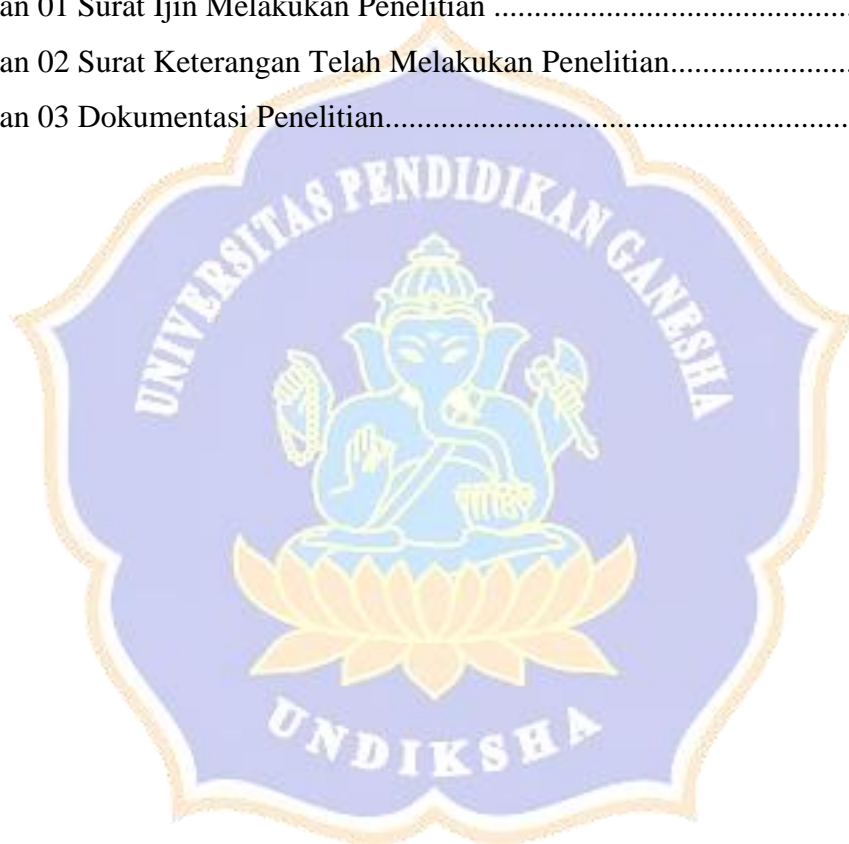 an 01 Surat Ijin Melakukan Penelitian ............................................
an 02 Surat Keterangan Telah Melakukan Penelitian.......................
an 03 Dokumentasi Penelitian..........................................................
UNIVERSITAS PENDIDIKAN GANESHA
UNDIKSHA